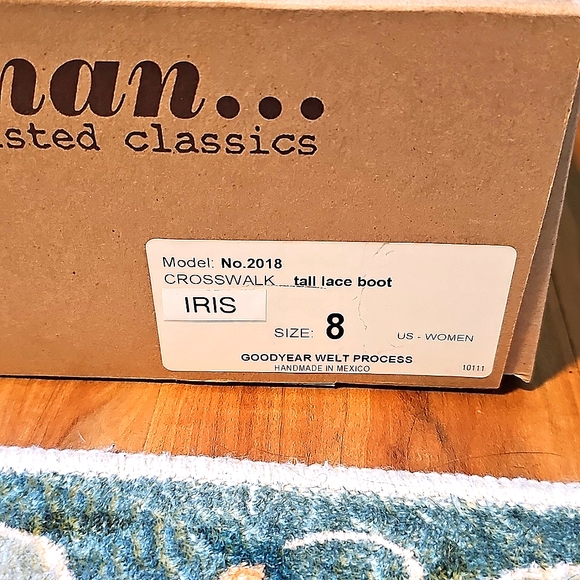 man...
sted classics
Model: No.2018
CROSSWALK tall lace boot
IRIS
SIZE: 8 US - WOMEN
GOODYEAR WELT PROCESS
HANDMADE IN MEXICO
10111